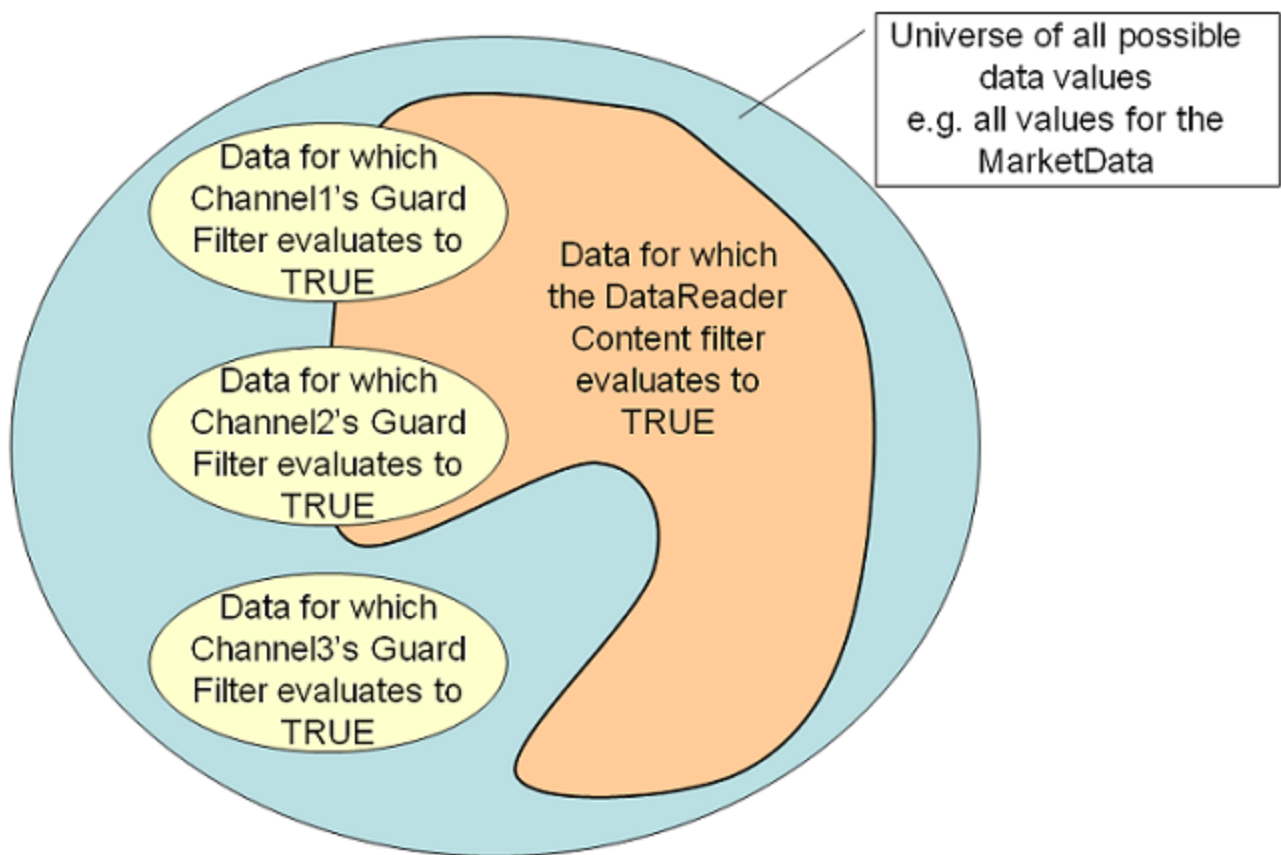 Universe of all possible
data values
e.g. all values for the
MarketData
Data for which
Channel1's Guard
Filter evaluates to
TRUE
Data for which
the DataReader
Content filter
evaluates to
TRUE
Data for which
Channel2's Guard
Filter evaluates to
TRUE
Data for which
Channel3's Guard
Filter evaluates to
TRUE